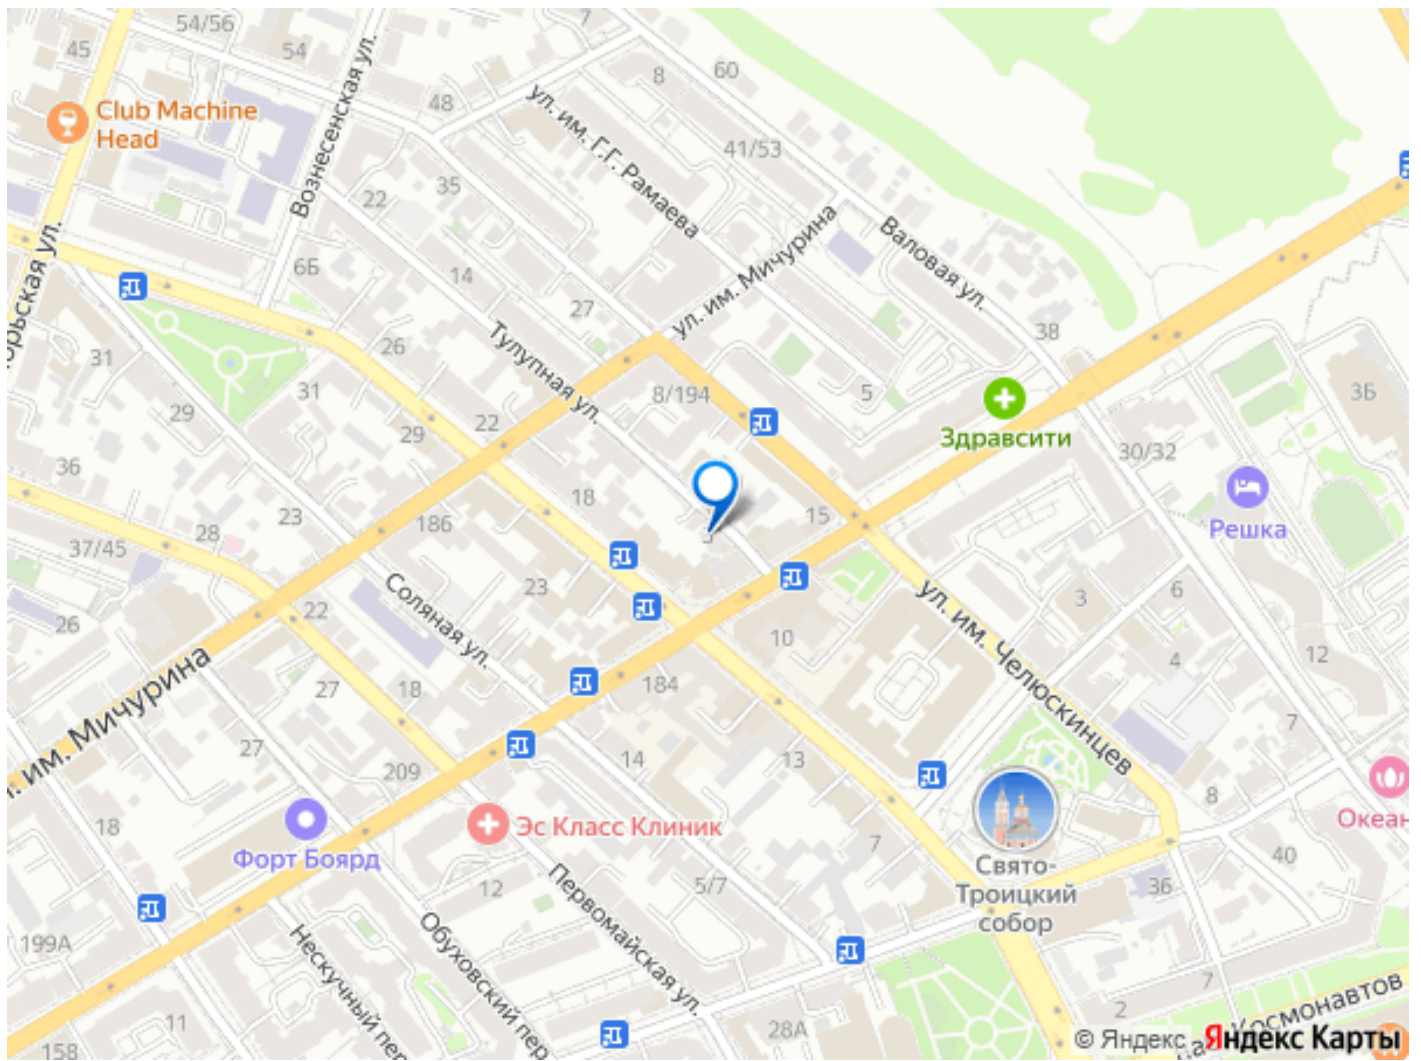 54/56
7
45
54
Club Machine
Head
Вознесенская ул.
48
8
60
ул. им. Г.Г. Рамаева
41/53
22
35
6Б
14
27
ул. им. Мичурина
Валовая ул.
38
31
26
31
Тулупная ул.
8/194
5
Здравсити
3Б
29
29
22
30/32
36
18
15
Решка
23
186
28
37/45
23
Соляная ул.
22
26
3
6
ул. им. Челюскинцев
10
4
12
им. Мичурина
27
18
184
7
27
14
13
209
8
18
Форт Боярд
Эс Класс Клиник
7
Океан
Свято-
Троицкий
собор
40
36
12
5/7
Первомайская ул.
199А
Обуховский пер.
Нескучный пер.
11
158
28А
2
7
Космонавтов
© Яндекс Яндекс Карты